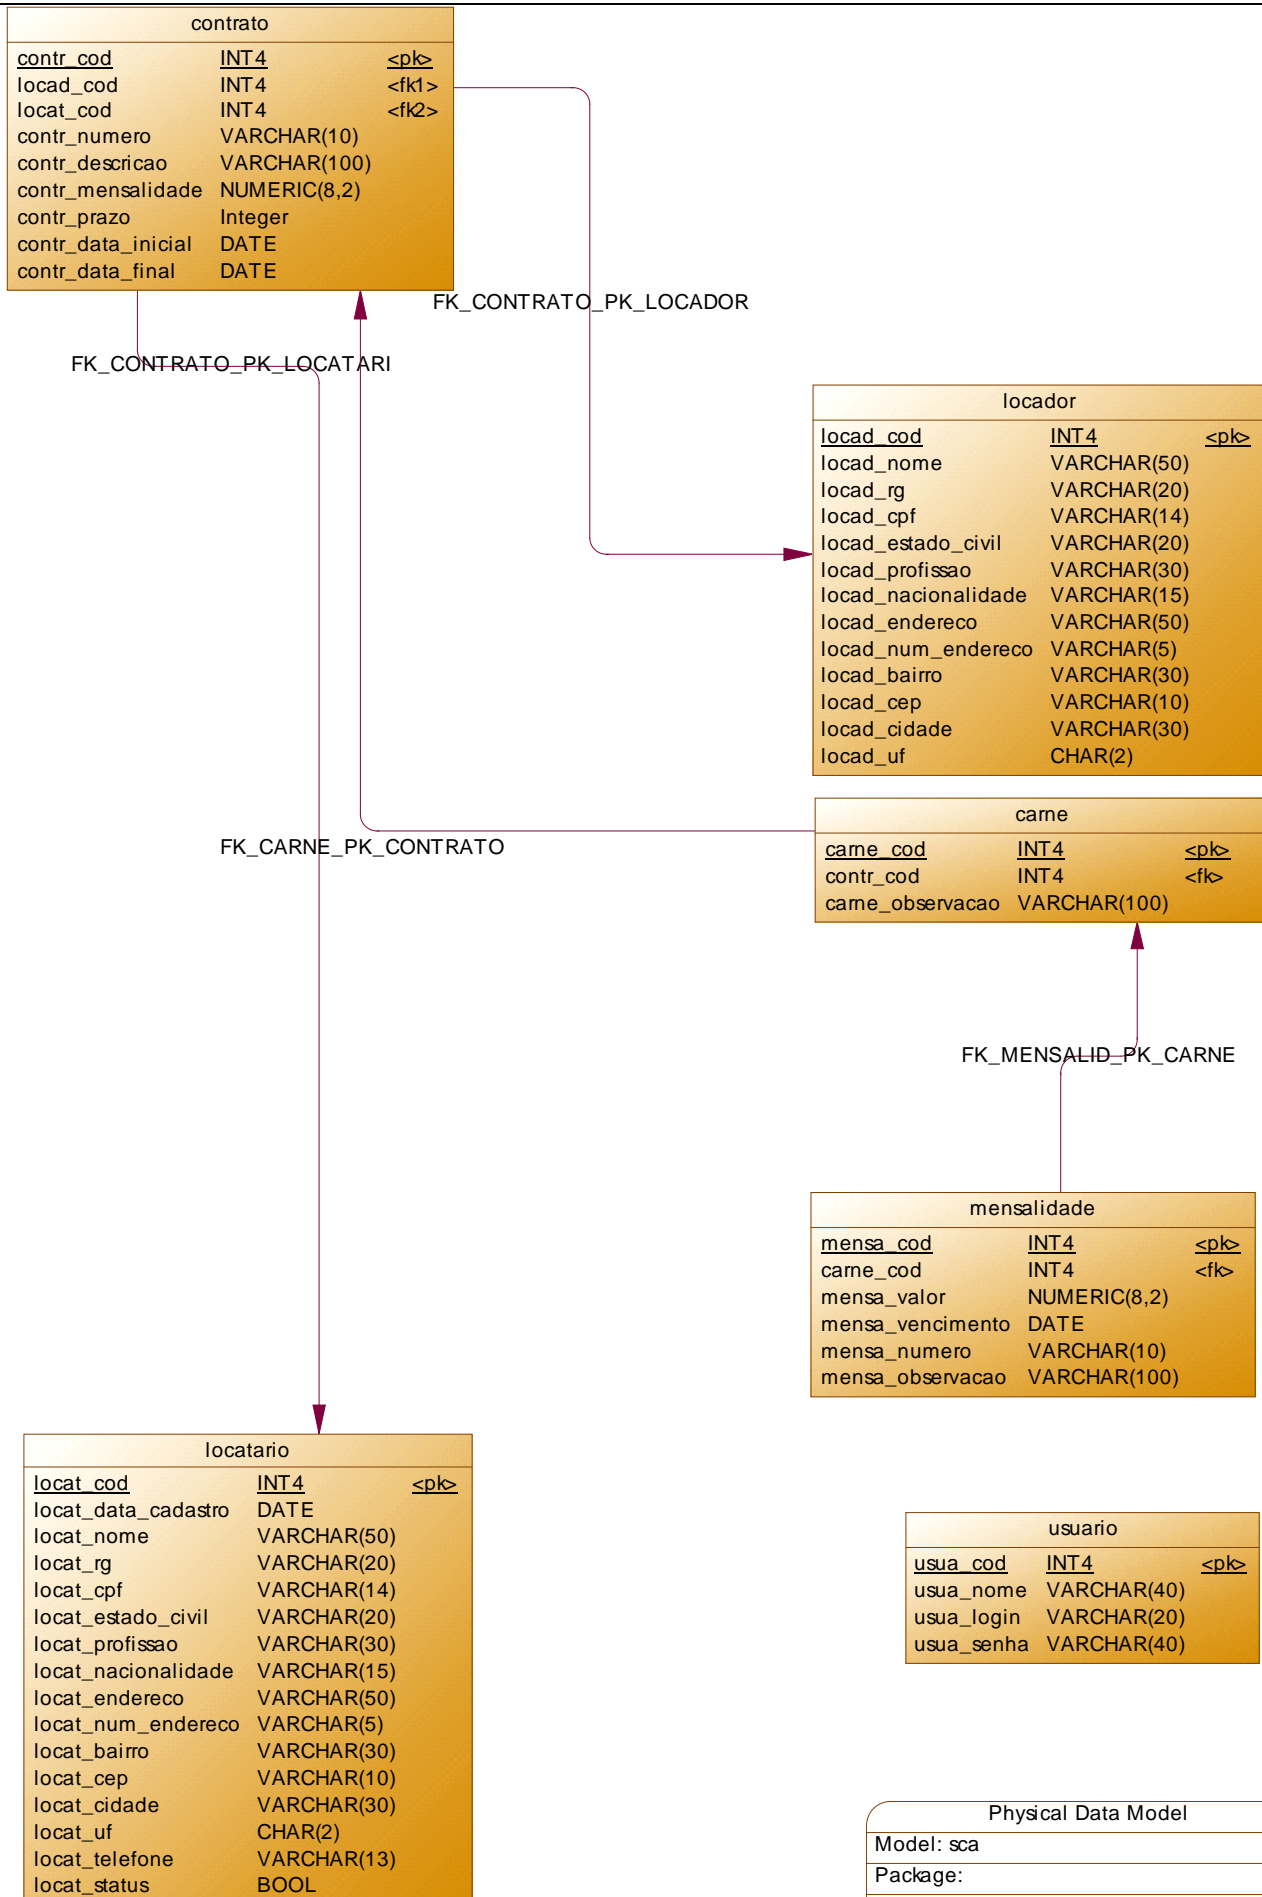 contrato
contr_cod INT4 <pk>
locad_cod INT4 <fk1>
locat_cod INT4 <fk2>
contr_numero VARCHAR(10)
contr_descricao VARCHAR(100)
contr_mensalidade NUMERIC(8,2)
contr_prazo Integer
contr_data_inicial DATE
contr_data_final DATE
FK_CONTRATO_PK_LOCADOR
FK_CONTRATO_PK_LOCATARI
locador
locad_cod INT4 <pk>
locad_nome VARCHAR(50)
locad_rg VARCHAR(20)
locad_cpf VARCHAR(14)
locad_estado_civil VARCHAR(20)
locad_profissao VARCHAR(30)
locad_nacionalidade VARCHAR(15)
locad_endereco VARCHAR(50)
locad_num_endereco VARCHAR(5)
locad_bairro VARCHAR(30)
locad_cep VARCHAR(10)
locad_cidade VARCHAR(30)
locad_uf CHAR(2)
FK_CARNE_PK_CONTRATO
carne
carne_cod INT4 <pk>
contr_cod INT4 <fk>
carne_observacao VARCHAR(100)
FK_MENSALID_PK_CARNE
mensalidade
mensa_cod INT4 <pk>
carne_cod INT4 <fk>
mensa_valor NUMERIC(8,2)
mensa_vencimento DATE
mensa_numero VARCHAR(10)
mensa_observacao VARCHAR(100)
locatario
locat_cod INT4 <pk>
locat_data_cadastro DATE
locat_nome VARCHAR(50)
locat_rg VARCHAR(20)
locat_cpf VARCHAR(14)
locat_estado_civil VARCHAR(20)
locat_profissao VARCHAR(30)
locat_nacionalidade VARCHAR(15)
locat_endereco VARCHAR(50)
locat_num_endereco VARCHAR(5)
locat_bairro VARCHAR(30)
locat_cep VARCHAR(10)
locat_cidade VARCHAR(30)
locat_uf CHAR(2)
locat_telefone VARCHAR(13)
locat_status BOOL
usuario
usua_cod INT4 <pk>
usua_nome VARCHAR(40)
usua_login VARCHAR(20)
usua_senha VARCHAR(40)
Physical Data Model
Model: sca
Package: